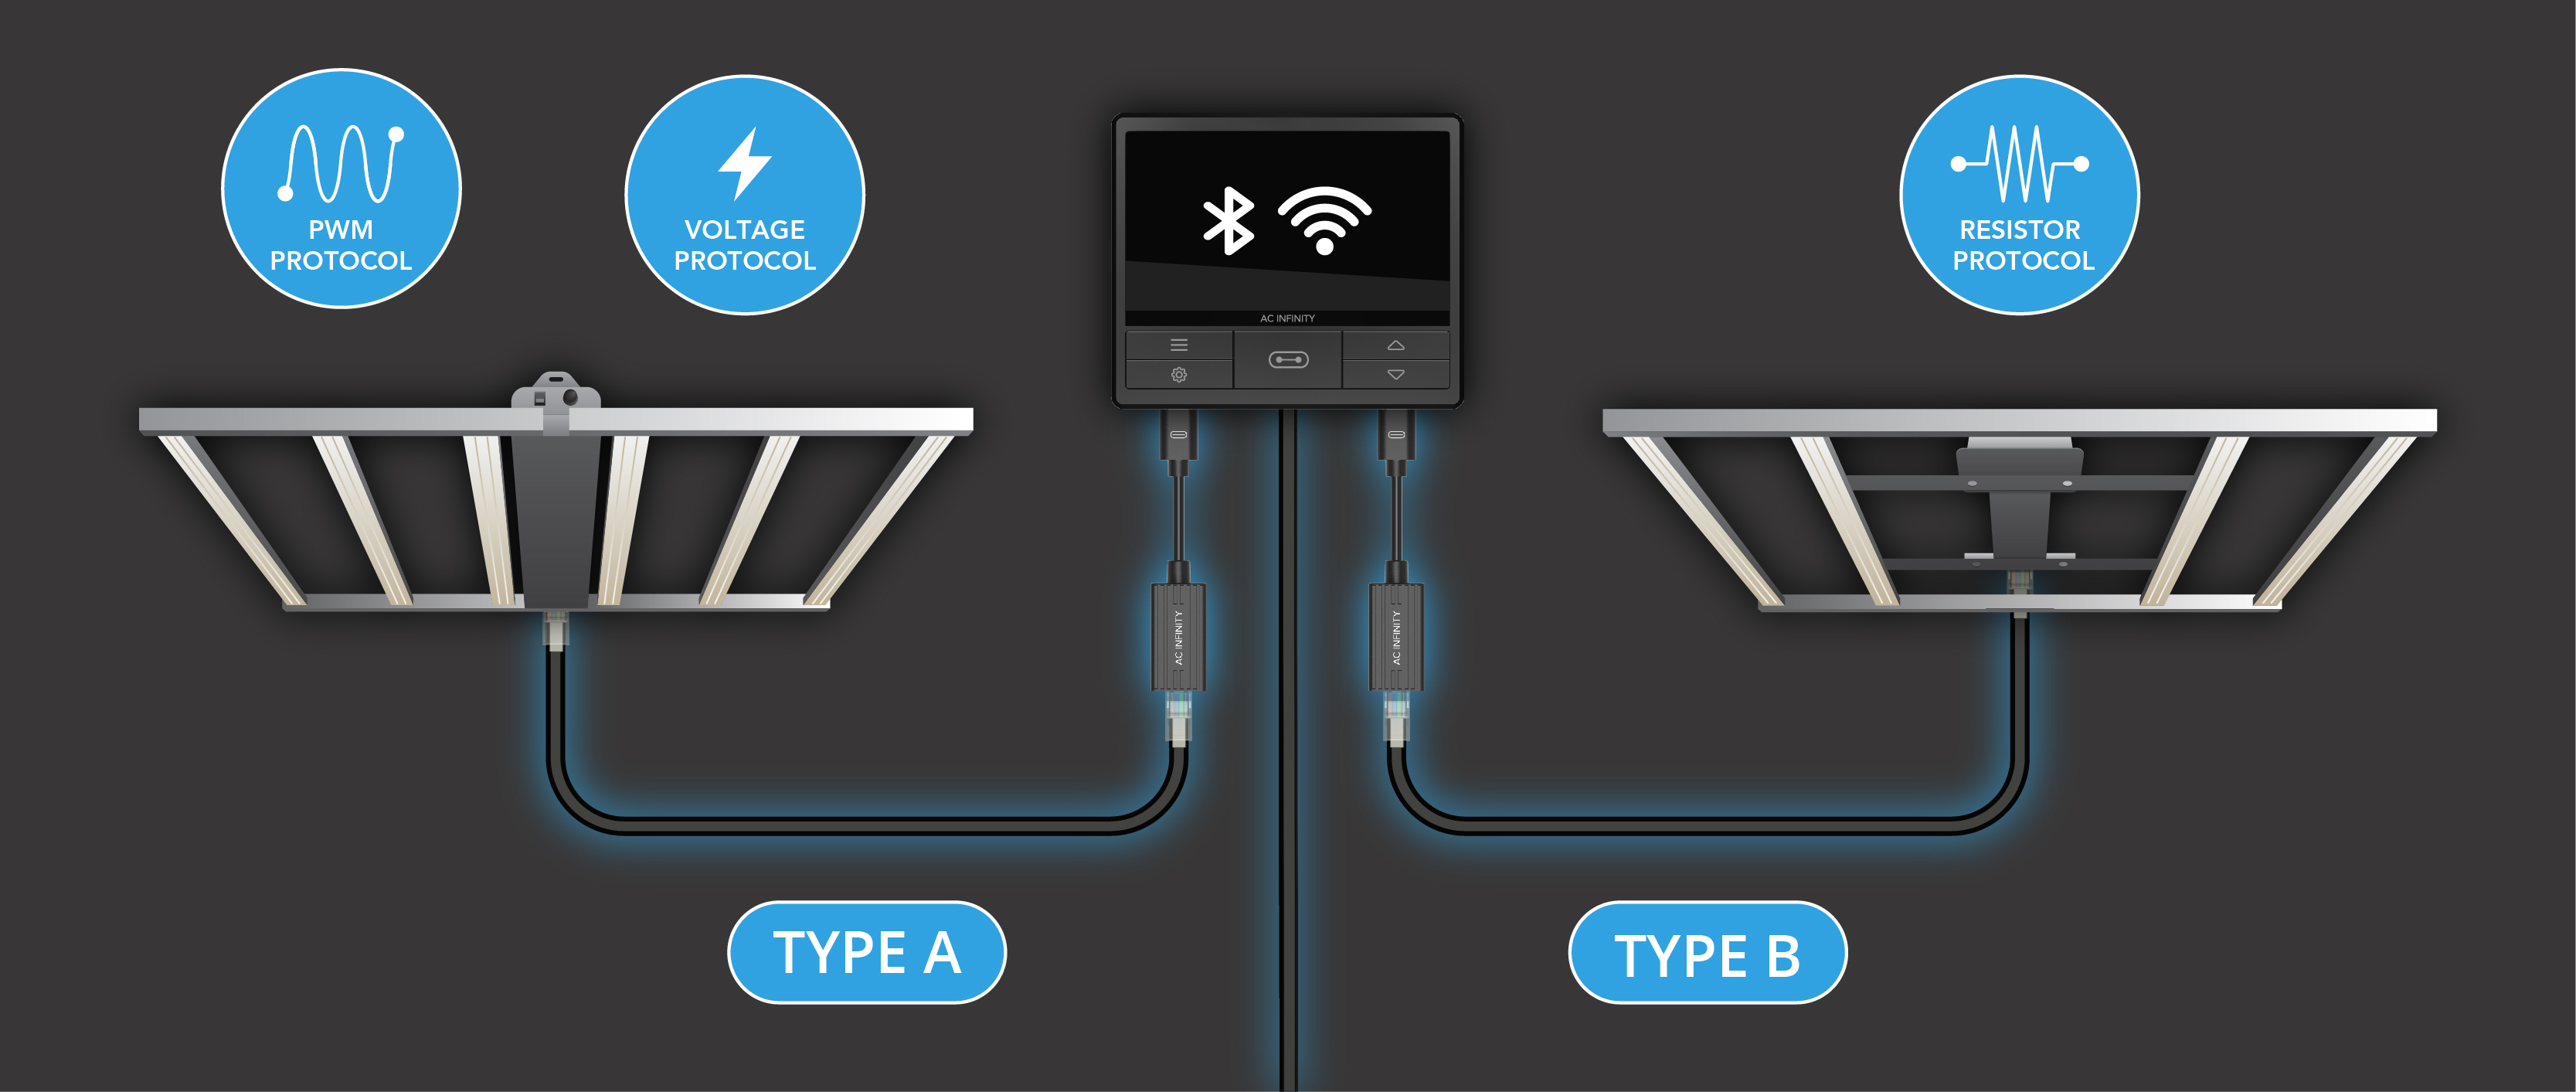 PWM
PROTOCOL
VOLTAGE
PROTOCOL
RESISTOR
PROTOCOL
AC INFINITY
AC INFINITY
AC INFINITY
TYPE A
TYPE B